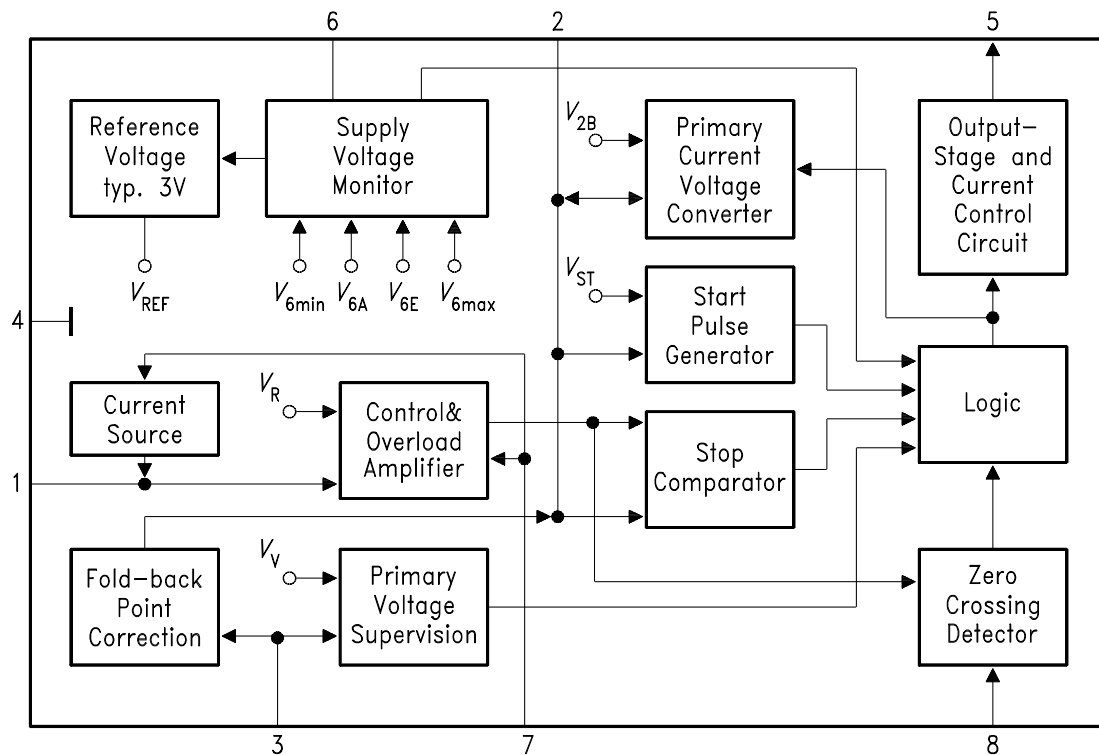 6
2
5
Reference
Voltage
typ. 3V
Supply
Voltage
Monitor
V2B
Primary
Current
Voltage
Converter
Output-
Stage and
Current
Control
Circuit
VREF
V6min
V6A
V6E
V6max
VST
Start
Pulse
Generator
4
Current
Source
VR
Control&
Overload
Amplifier
Stop
Comparator
Logic
1
Fold-back
Point
Correction
VV
Primary
Voltage
Supervision
Zero
Crossing
Detector
3
7
8